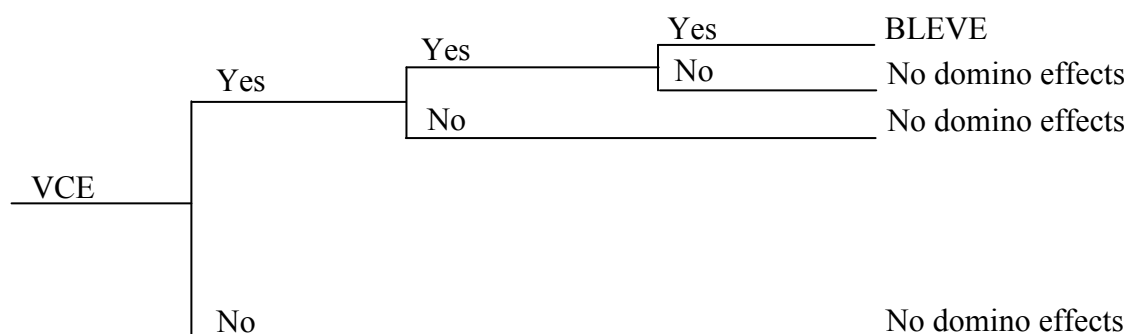 Yes BLEVE
Yes
No No domino effects
Yes
No No domino effects
VCE
No No domino effects